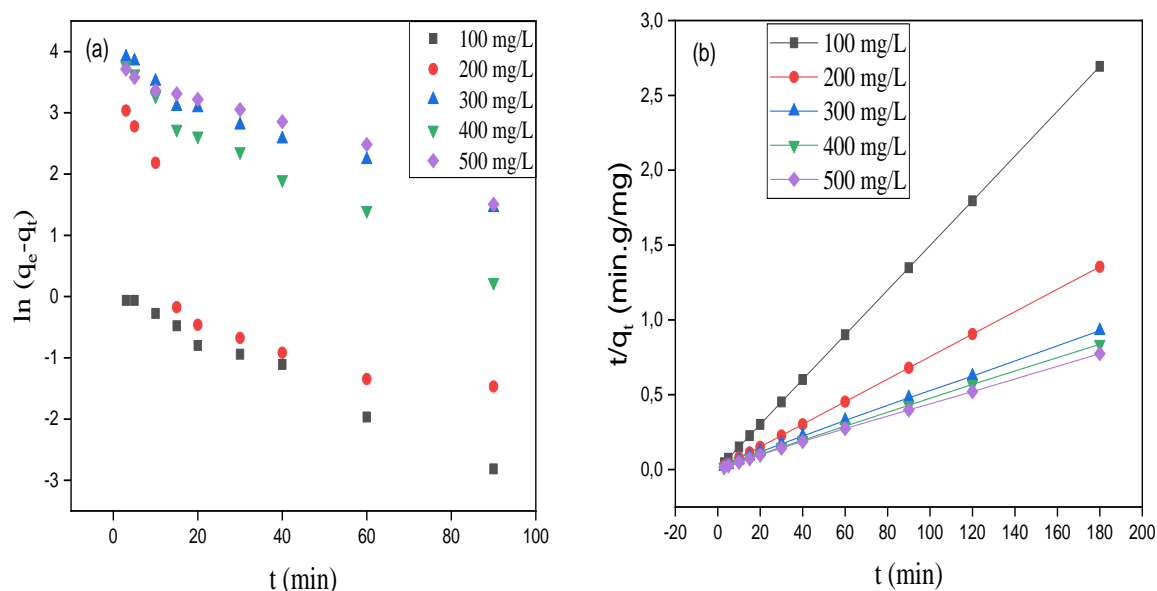 (a)
100 mg/L
200 mg/L
300 mg/L
400 mg/L
500 mg/L
4
3
2
1
0
-1
-2
-3
ln (qe-qt)
0
20
40
60
80
100
t (min)
(b)
100 mg/L
200 mg/L
300 mg/L
400 mg/L
500 mg/L
3,0
2,5
2,0
1,5
1,0
0,5
0,0
t/qt (min.g/mg)
-20
0
20
40
60
80
100
120
140
160
180
200
t (min)